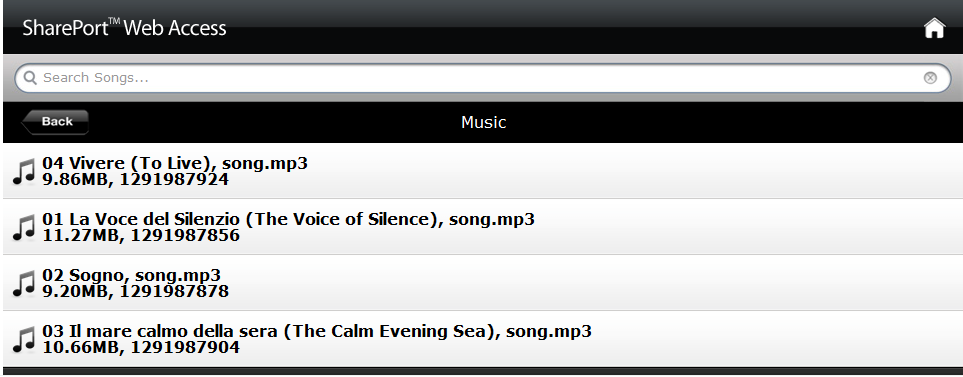 SharePort™ Web Access
Search Songs...
Back
Music
04 Vivere (To Live), song.mp3
9.86MB, 1291987924
01 La Voce del Silenzio (The Voice of Silence), song.mp3
11.27MB, 1291987856
02 Sogno, song.mp3
9.20MB, 1291987878
03 Il mare calmo della sera (The Calm Evening Sea), song.mp3
10.66MB, 1291987904